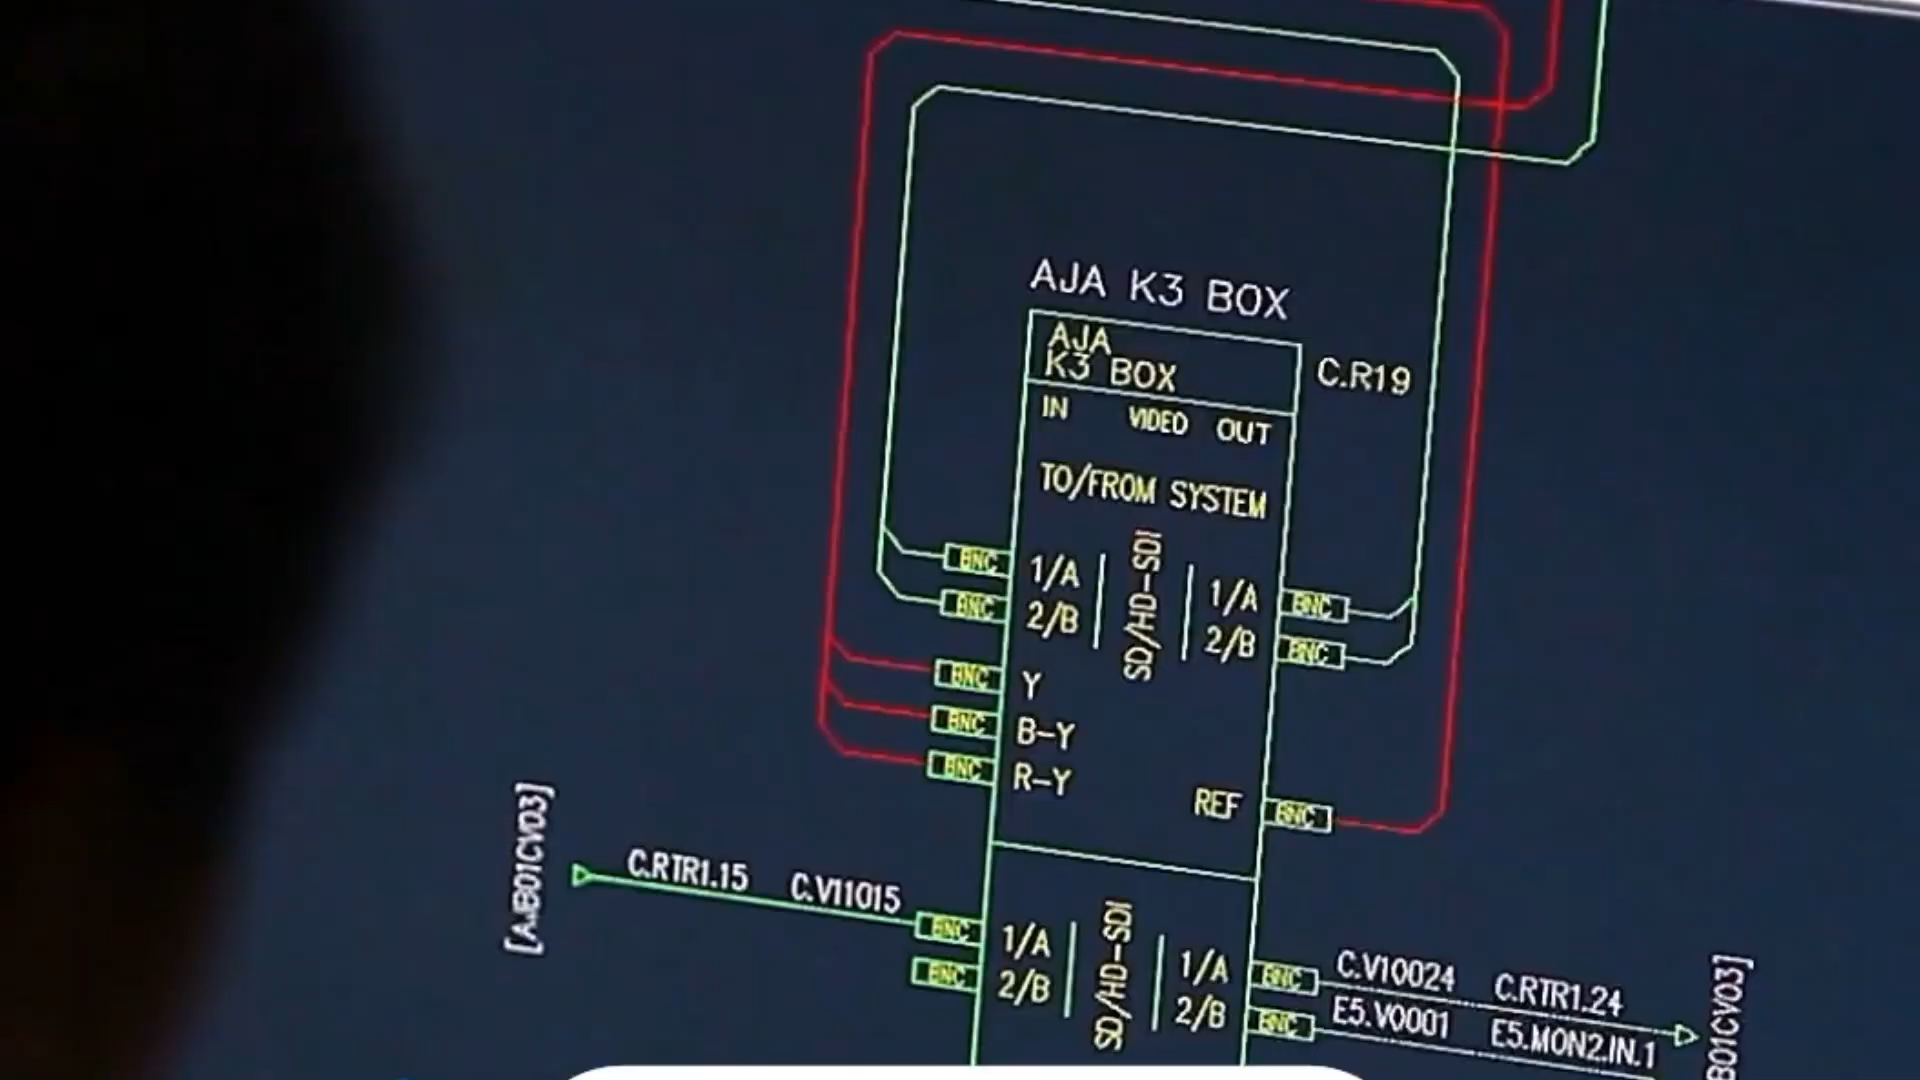 AJA K3 BOX
AJA
K3 BOX
C.R19
IN VIDEO OUT
TO/FROM SYSTEM
BNC 1/A SD/HD-SDI 1/A BNC
BNC 2/B 2/B BNC
BNC Y
BNC B-Y
BNC R-Y
REF BNC
[AJB01CV03]
C.RTR1.15 C.V11015
BNC 1/A SD/HD-SDI 1/A BNC C.V10024 C.RTR1.24
BNC 2/B 2/B BNC E5.V0001 E5.MON2.IN.1
B01CV03]